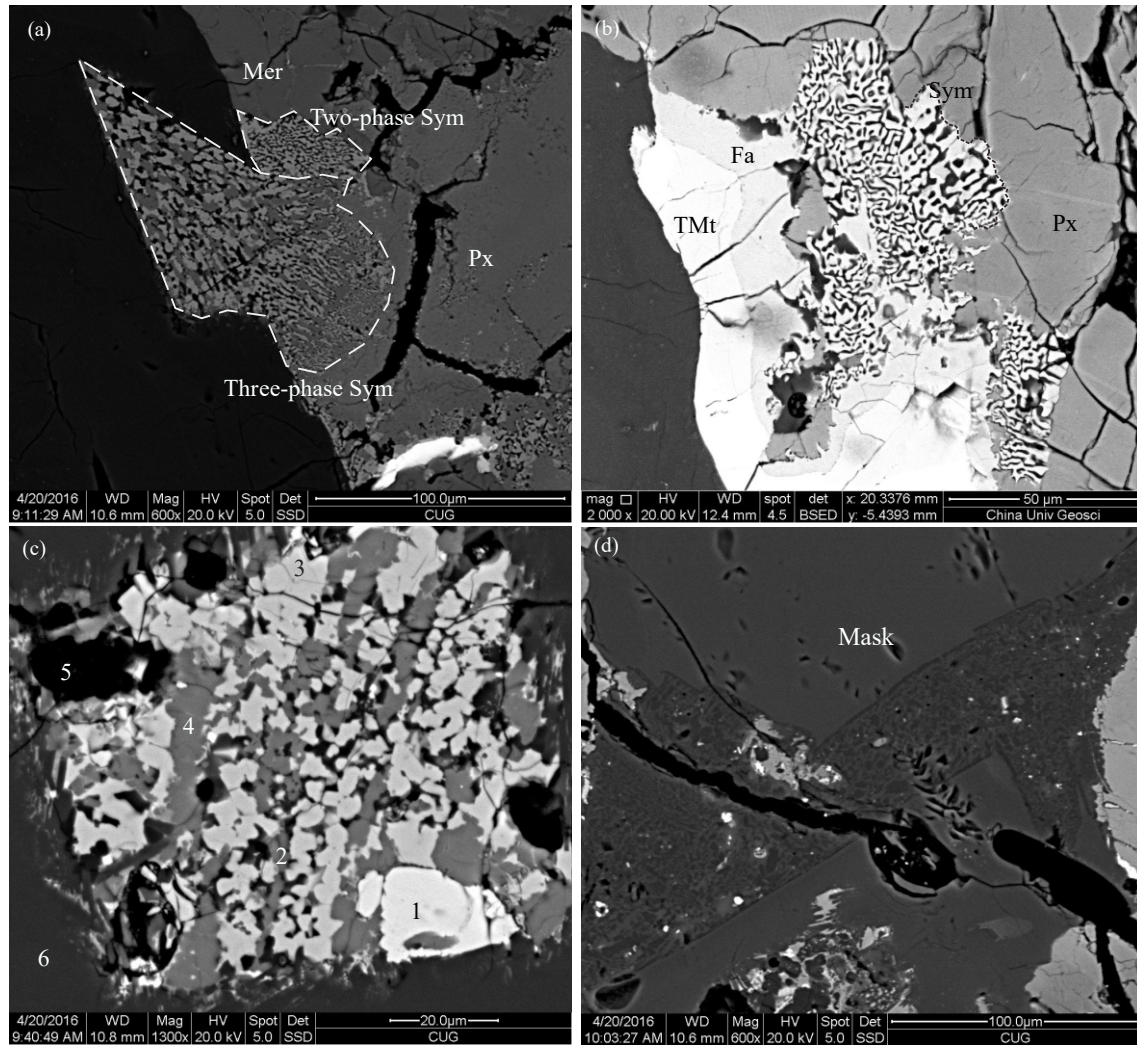 (a)
Mer
Two-phase Sym
Px
Three-phase Sym
4/20/2016 WD Mag HV Spot Det 100.0µm
9:11:29 AM 10.6 mm 600x 20.0 kV 5.0 SSD CUG
(b)
Sym
Fa
TMt
Px
mag HV WD spot det x: 20.3376 mm 50 µm
2 000 x 20.00 kV 12.4 mm 4.5 BSED y: -5.4393 mm China Univ Geosci
(c)
3
5
4
2
1
6
4/20/2016 WD Mag HV Spot Det 20.0µm
9:40:49 AM 10.8 mm 1300x 20.0 kV 5.0 SSD CUG
(d)
Mask
4/20/2016 WD Mag HV Spot Det 100.0µm
10:03:27 AM 10.6 mm 600x 20.0 kV 5.0 SSD CUG